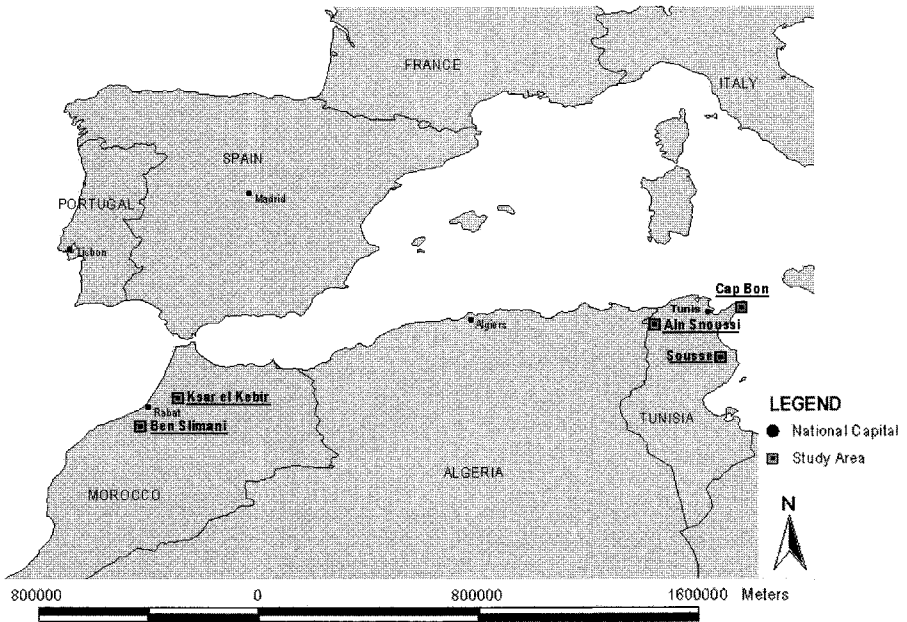 FRANCE
ITALY
SPAIN
Madrid
PORTUGAL
Lisbon
Cap Bon
Tunis
Ain Snoussi
Algiers
Sousse
Ksar el Kebir
Rabat
Ben Slimani
TUNISIA
ALGERIA
MOROCCO
LEGEND
National Capital
Study Area
N
800000 0 800000 1600000 Meters